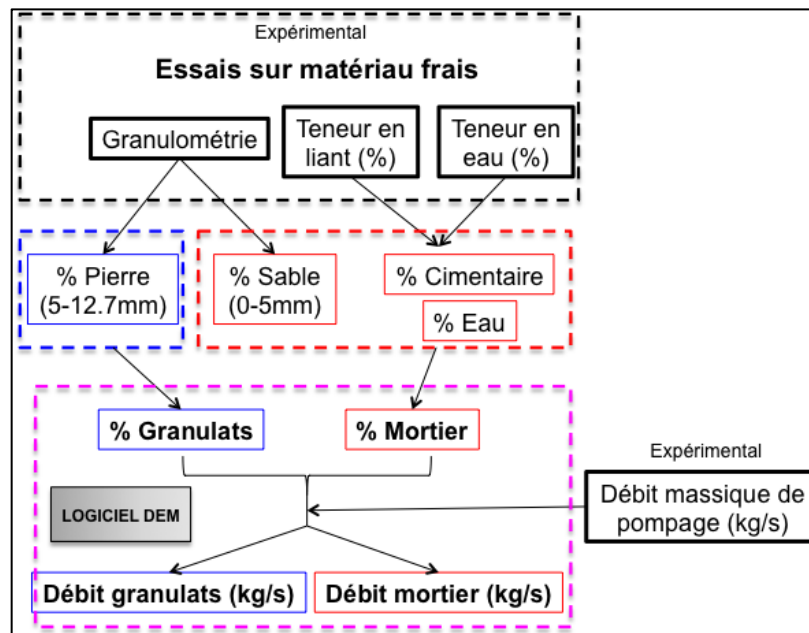 Expérimental
Essais sur matériau frais
Granulométrie
Teneur en
liant (%)
Teneur en
eau (%)
% Pierre
(5-12.7mm)
% Sable
(0-5mm)
% Cimentaire
% Eau
% Granulats
% Mortier
Expérimental
Débit massique de
pompage (kg/s)
LOGICIEL DEM
Débit granulats (kg/s)
Débit mortier (kg/s)